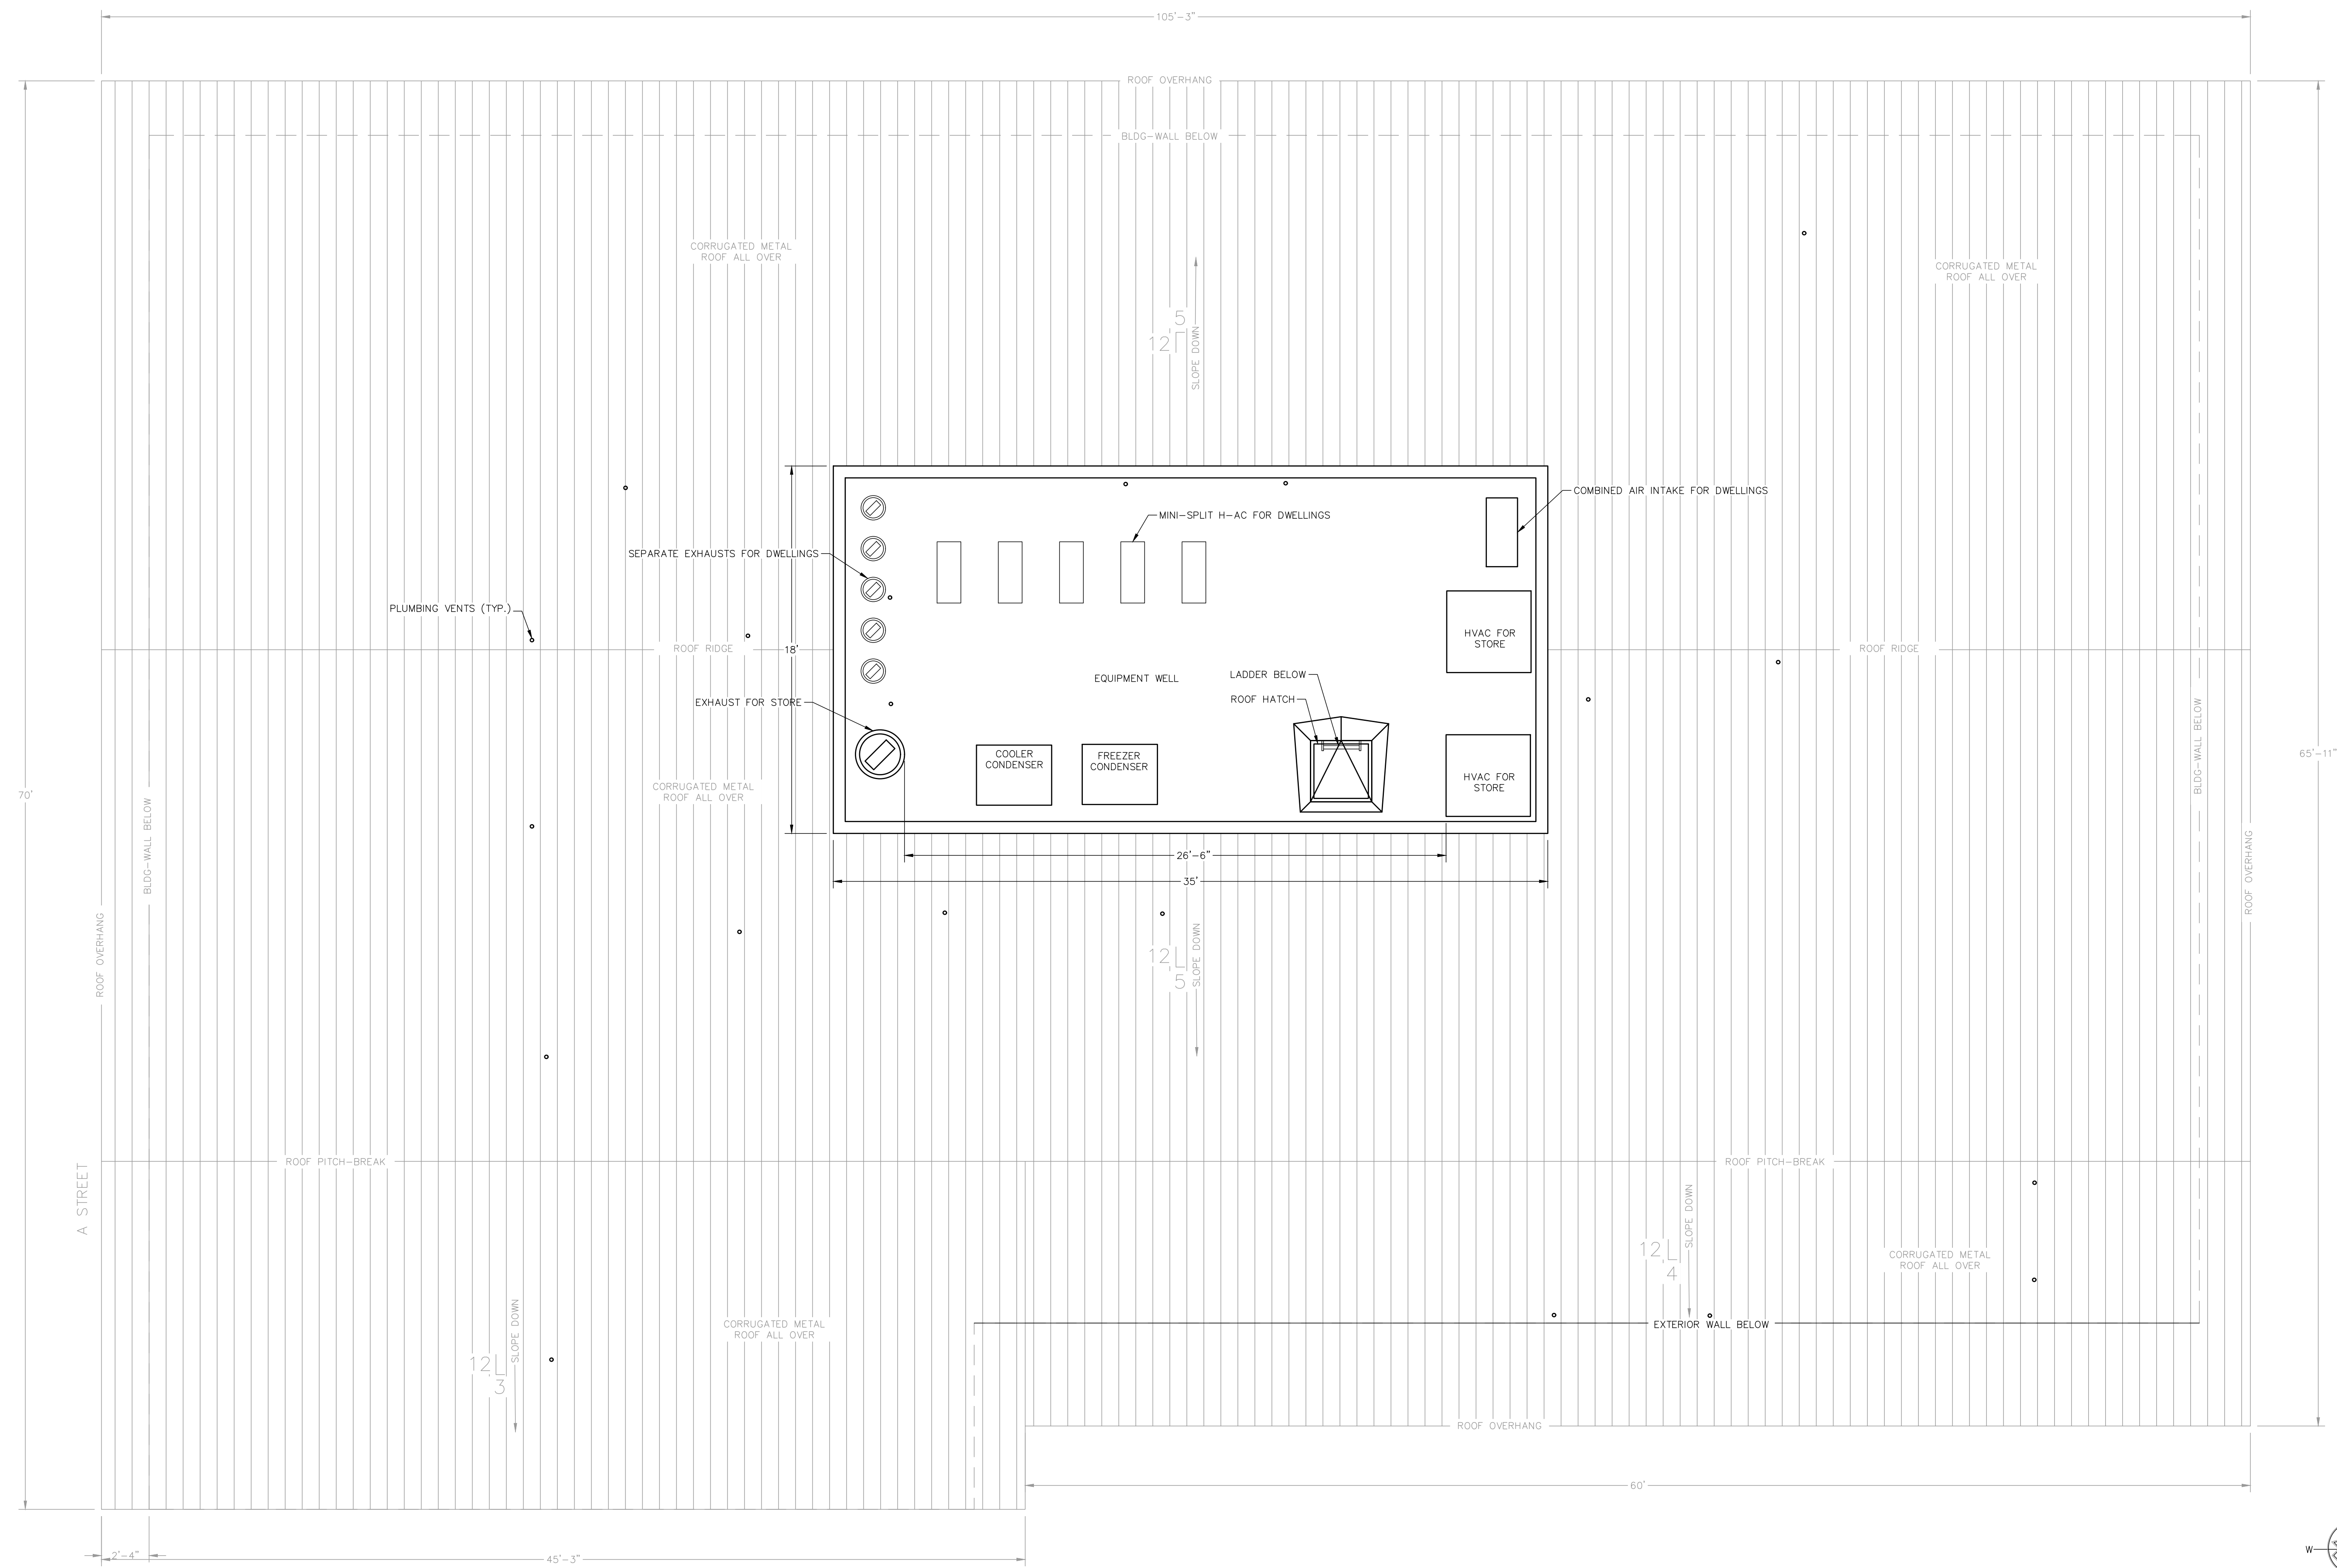 105'-3"
ROOF OVERHANG
BLDG-WALL BELOW
CORRUGATED METAL
ROOF ALL OVER
CORRUGATED METAL
ROOF ALL OVER
5
12
SLOPE DOWN
COMBINED AIR INTAKE FOR DWELLINGS
MINI-SPLIT H-AC FOR DWELLINGS
SEPARATE EXHAUSTS FOR DWELLINGS
PLUMBING VENTS (TYP.)
HVAC FOR
STORE
ROOF RIDGE
18'
ROOF RIDGE
EQUIPMENT WELL
LADDER BELOW
ROOF HATCH
EXHAUST FOR STORE
COOLER
CONDENSER
FREEZER
CONDENSER
HVAC FOR
STORE
BLDG-WALL BELOW
65'-11"
70'
CORRUGATED METAL
ROOF ALL OVER
BLDG-WALL BELOW
26'-6"
35'
ROOF OVERHANG
ROOF OVERHANG
12
5
SLOPE DOWN
A STREET
ROOF PITCH-BREAK
ROOF PITCH-BREAK
12
4
SLOPE DOWN
CORRUGATED METAL
ROOF ALL OVER
CORRUGATED METAL
ROOF ALL OVER
EXTERIOR WALL BELOW
12
3
SLOPE DOWN
ROOF OVERHANG
60'
2'-4"
45'-3"
W